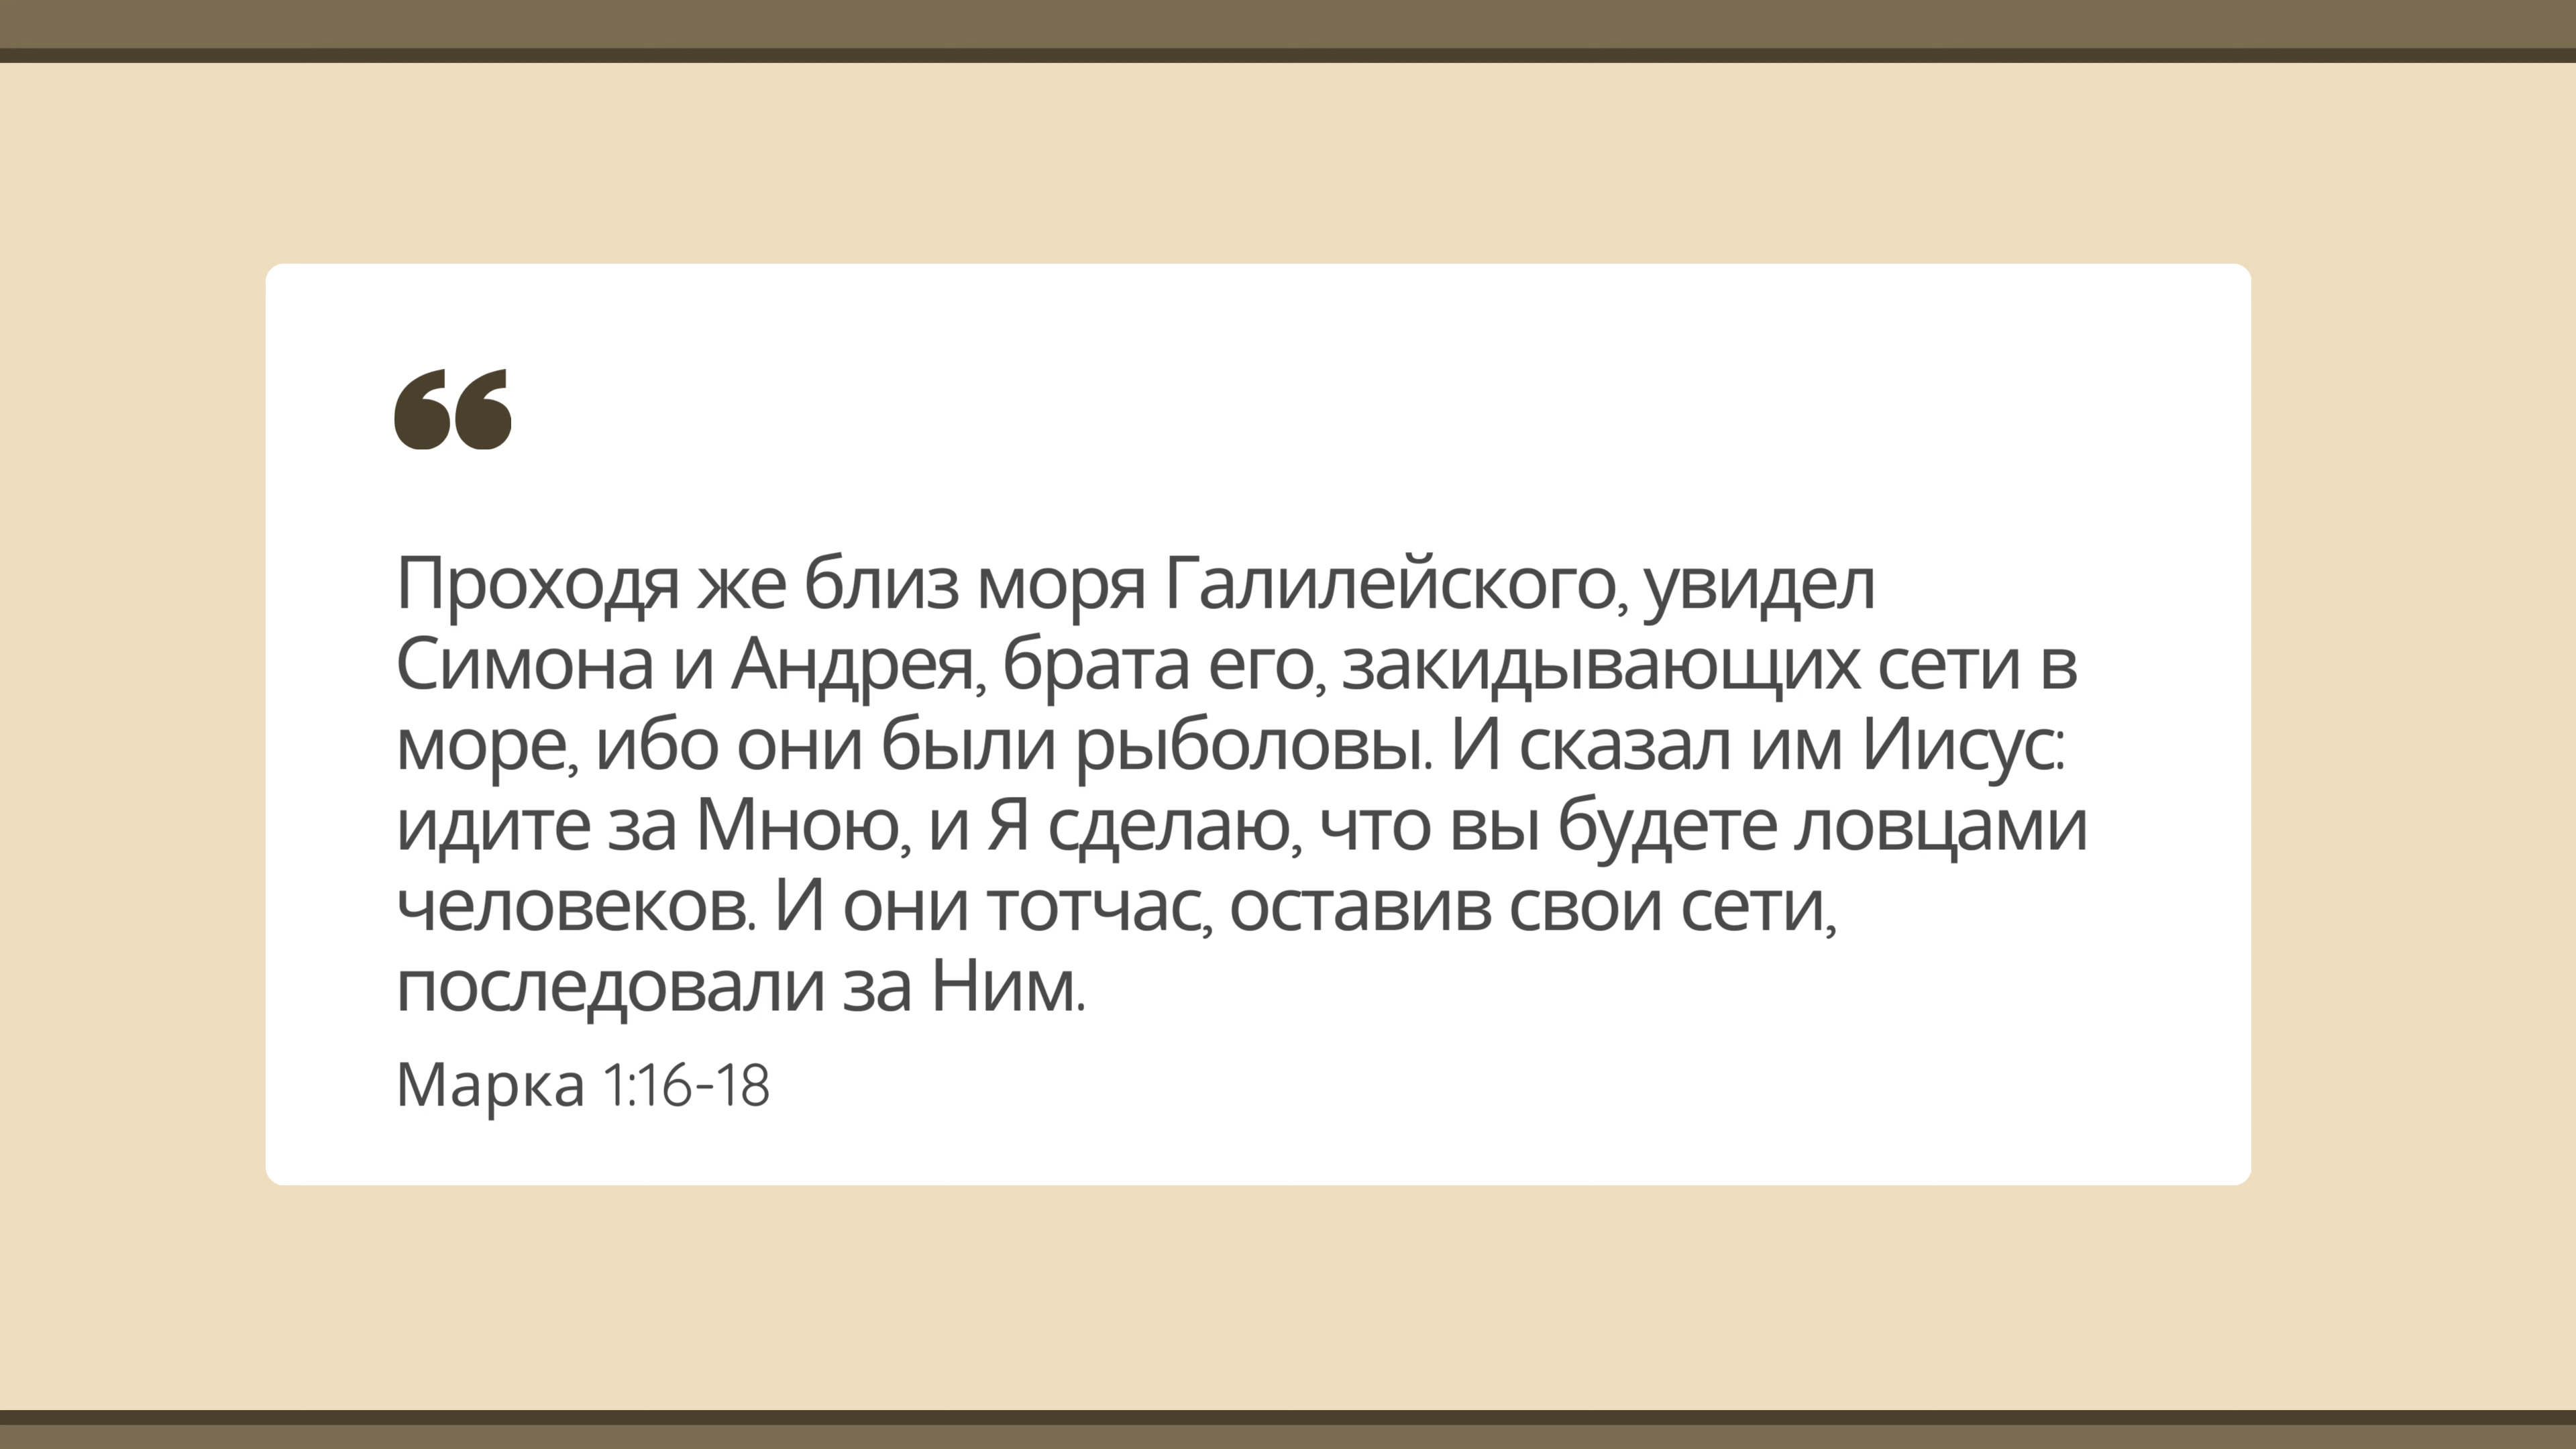 “
Проходя же близ моря Галилейского, увидел
Симона и Андрея, брата его, закидывающих сети в
море, ибо они были рыболовы. И сказал им Иисус:
идите за Мною, и Я сделаю, что вы будете ловцами
человеков. И они тотчас, оставив свои сети,
последовали за Ним.
Марка 1:16-18